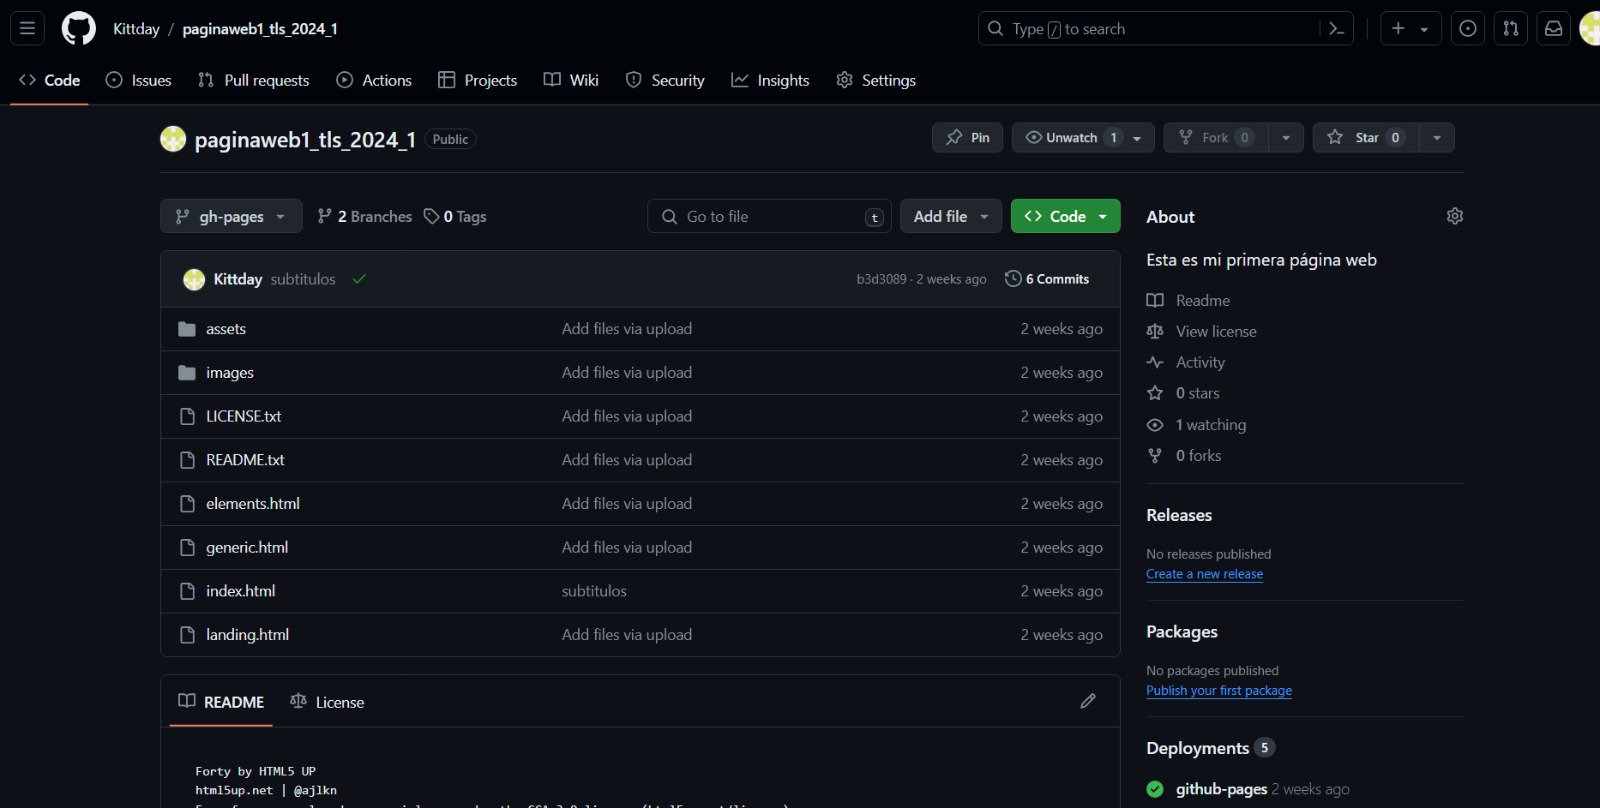 Kittday / paginaweb1_tls_2024_1
Type / to search
Code Issues Pull requests Actions Projects Wiki Security Insights Settings
paginaweb1_tls_2024_1 Public
Pin Unwatch 1 Fork 0 Star 0
gh-pages 2 Branches 0 Tags
Go to file t Add file Code
Kittday subtitulos b3d3089 · 2 weeks ago 6 Commits
assets Add files via upload 2 weeks ago
images Add files via upload 2 weeks ago
LICENSE.txt Add files via upload 2 weeks ago
README.txt Add files via upload 2 weeks ago
elements.html Add files via upload 2 weeks ago
generic.html Add files via upload 2 weeks ago
index.html subtitulos 2 weeks ago
landing.html Add files via upload 2 weeks ago
README License
Forty by HTML5 UP
html5up.net | @ajlkn
About
Esta es mi primera página web
Readme
View license
Activity
0 stars
1 watching
0 forks
Releases
No releases published
Create a new release
Packages
No packages published
Publish your first package
Deployments 5
github-pages 2 weeks ago